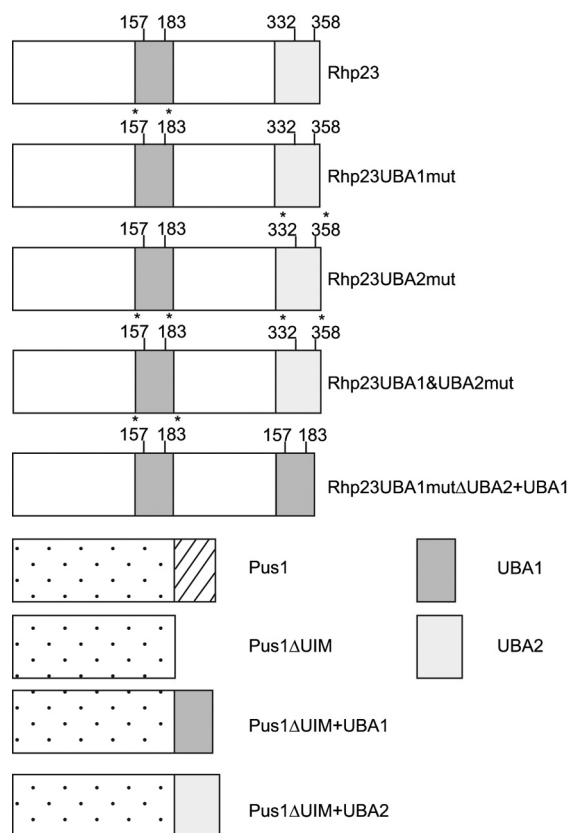 157 183 332 358
Rhp23
* *
157 183 332 358
Rhp23UBA1mut
* *
157 183 332 358
Rhp23UBA2mut
* * * *
157 183 332 358
Rhp23UBA1&UBA2mut
* *
157 183 157 183
Rhp23UBA1mutΔUBA2+UBA1
Pus1 UBA1
Pus1ΔUIM UBA2
Pus1ΔUIM+UBA1
Pus1ΔUIM+UBA2